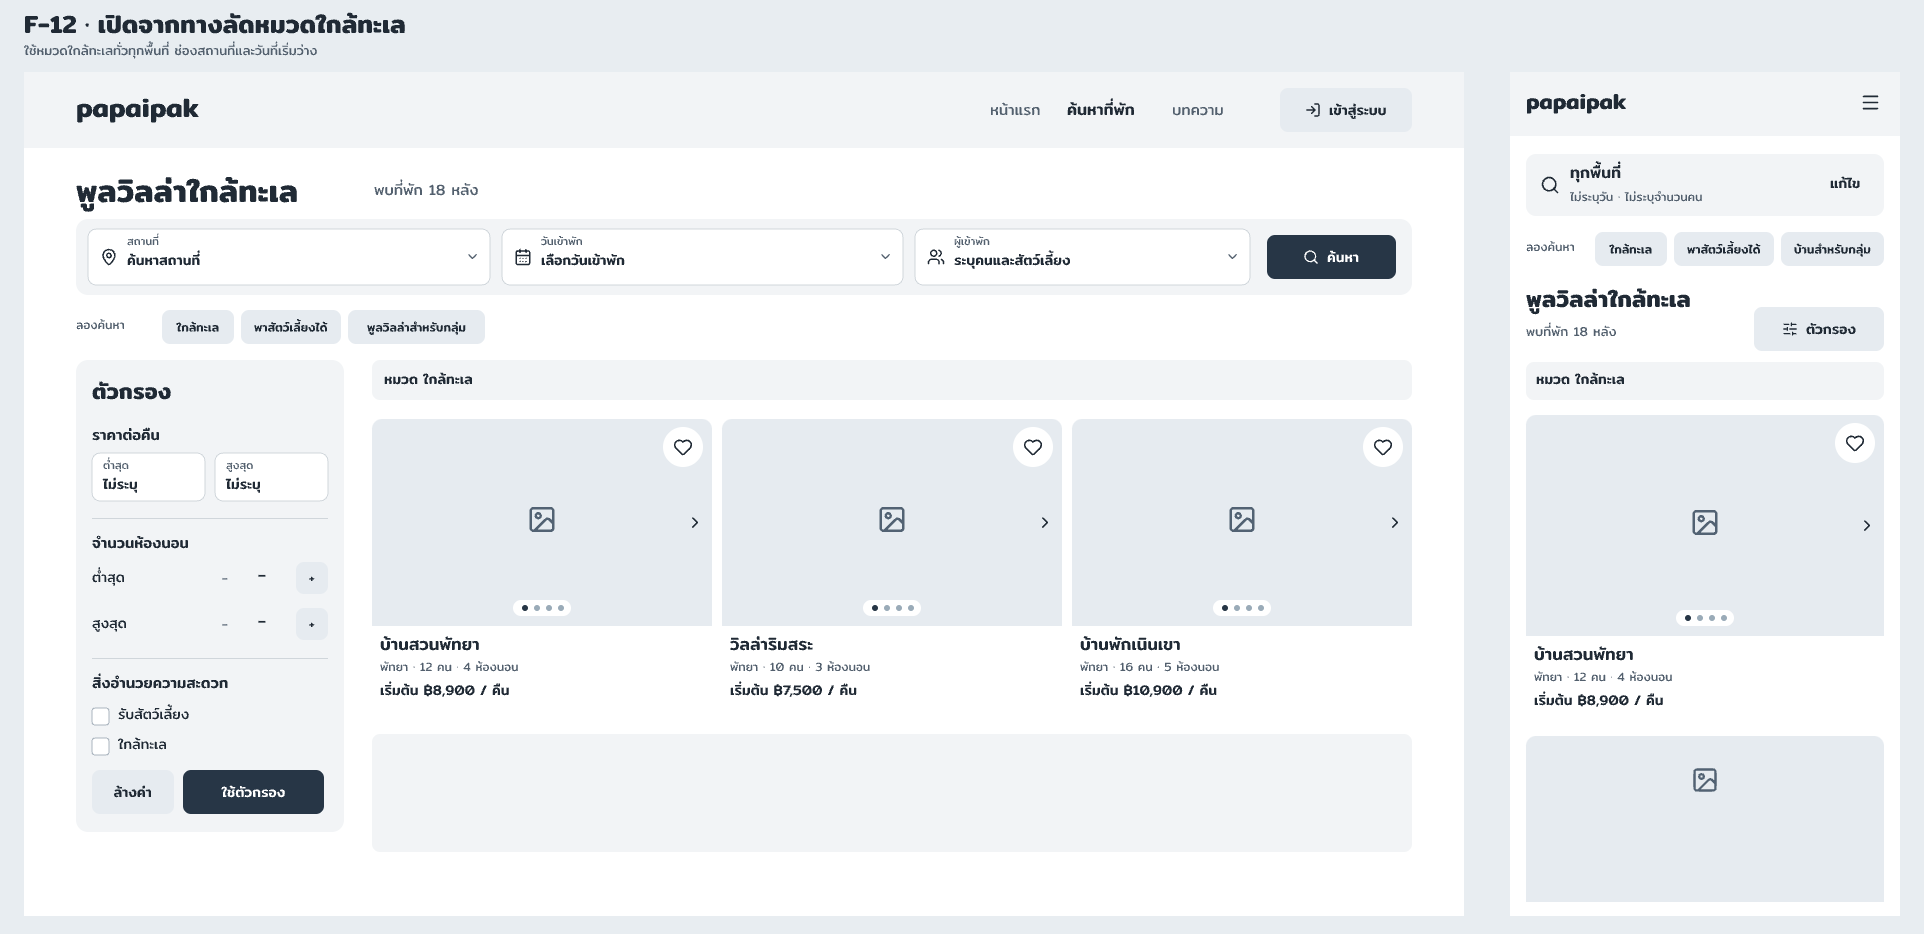 F-12 · เปิดจากทางลัดหมวดใกล้ทะเล
ใช้หมวดใกล้ทะเลทั่วทุกพื้นที่ ช่องสถานที่และวันที่เริ่มว่าง
papaipak
หน้าแรก
ค้นหาที่พัก
บทความ
เข้าสู่ระบบ
พูลวิลล่าใกล้ทะเล
พบที่พัก 18 หลัง
สถานที่
ค้นหาสถานที่
วันเข้าพัก
เลือกวันเข้าพัก
ผู้เข้าพัก
ระบุคนและสัตว์เลี้ยง
ค้นหา
ลองค้นหา
ใกล้ทะเล
พาสัตว์เลี้ยงได้
พูลวิลล่าสำหรับกลุ่ม
ตัวกรอง
ราคาต่อคืน
ต่ำสุด
ไม่ระบุ
สูงสุด
ไม่ระบุ
จำนวนห้องนอน
ต่ำสุด
- – +
สูงสุด
- – +
สิ่งอำนวยความสะดวก
รับสัตว์เลี้ยง
ใกล้ทะเล
ล้างค่า
ใช้ตัวกรอง
หมวด ใกล้ทะเล
บ้านสวนพัทยา
พัทยา · 12 คน · 4 ห้องนอน
เริ่มต้น ฿8,900 / คืน
วิลล่าริมสระ
พัทยา · 10 คน · 3 ห้องนอน
เริ่มต้น ฿7,500 / คืน
บ้านพักเนินเขา
พัทยา · 16 คน · 5 ห้องนอน
เริ่มต้น ฿10,900 / คืน
papaipak
ทุกพื้นที่
ไม่ระบุวัน · ไม่ระบุจำนวนคน
แก้ไข
ลองค้นหา
ใกล้ทะเล
พาสัตว์เลี้ยงได้
บ้านสำหรับกลุ่ม
พูลวิลล่าใกล้ทะเล
พบที่พัก 18 หลัง
ตัวกรอง
หมวด ใกล้ทะเล
บ้านสวนพัทยา
พัทยา · 12 คน · 4 ห้องนอน
เริ่มต้น ฿8,900 / คืน